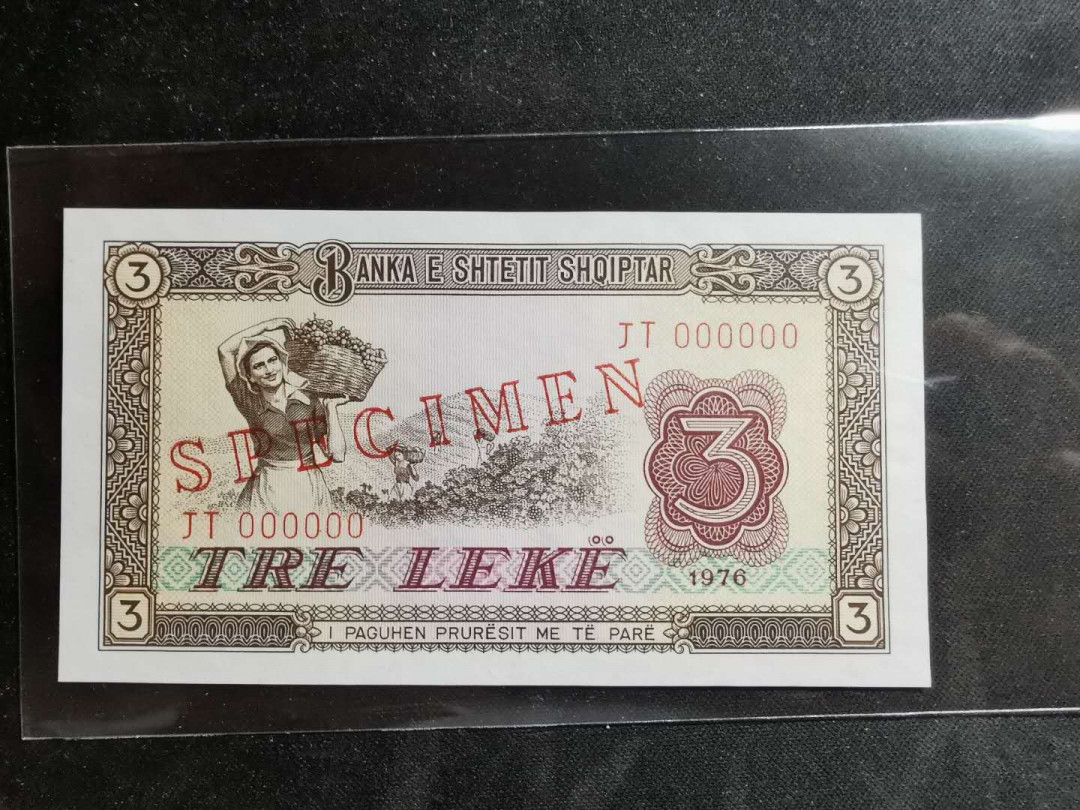 3 BANKA E SHTETIT SHQIPTAR 3
JT 000000
SPECIMEN
3
JT 000000
TRE LEKË
1976
3 I PAGUHEN PRURËSIT ME TË PARË 3